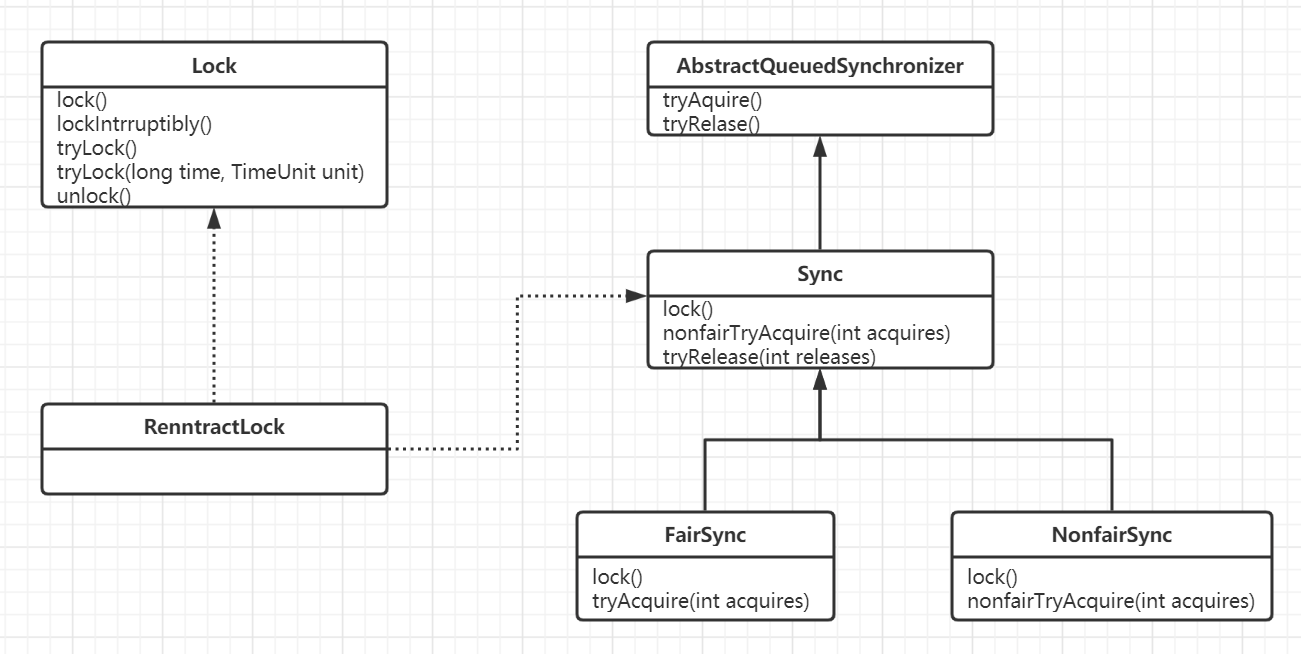 Lock
lock()
lockIntrruptibly()
tryLock()
tryLock(long time, TimeUnit unit)
unlock()
AbstractQueuedSynchronizer
tryAquire()
tryRelase()
Sync
lock()
nonfairTryAcquire(int acquires)
tryRelease(int releases)
RenntractLock
FairSync
lock()
tryAcquire(int acquires)
NonfairSync
lock()
nonfairTryAcquire(int acquires)